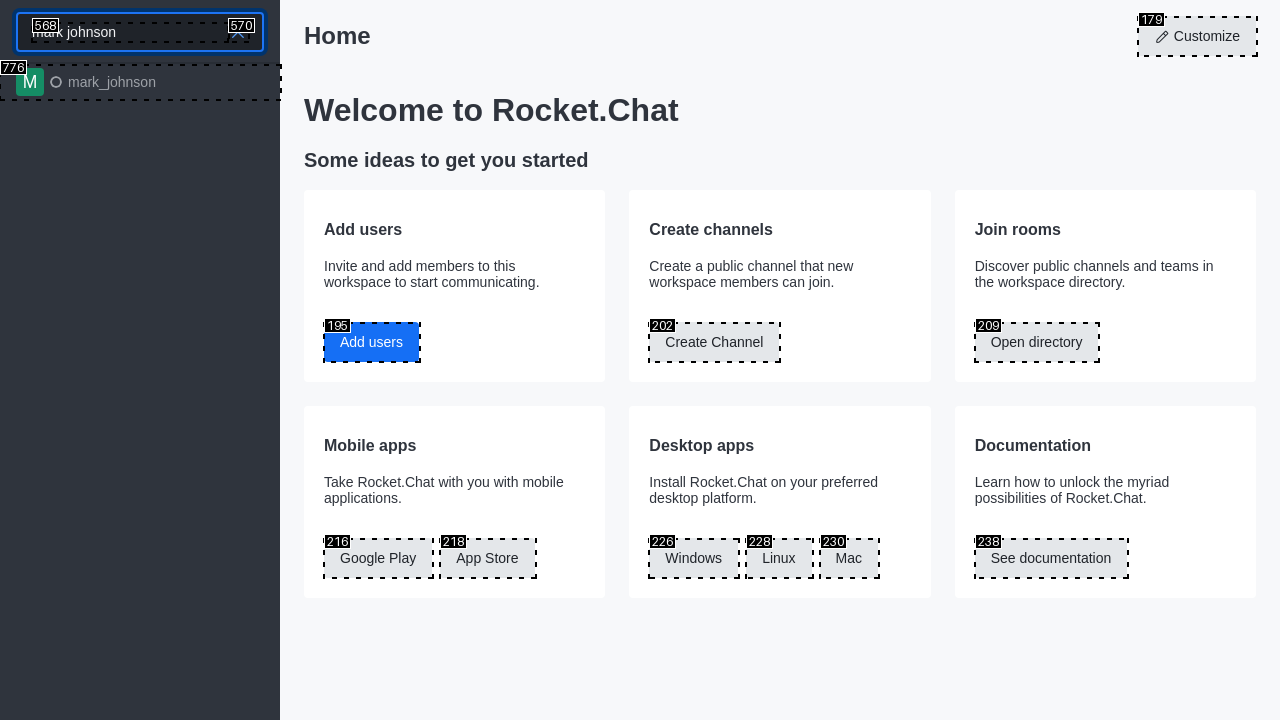 568
mark johnson
570
776
M
mark_johnson
Home
179
Customize
Welcome to Rocket.Chat
Some ideas to get you started
Add users
Invite and add members to this
workspace to start communicating.
195
Add users
Create channels
Create a public channel that new
workspace members can join.
202
Create Channel
Join rooms
Discover public channels and teams in
the workspace directory.
209
Open directory
Mobile apps
Take Rocket.Chat with you with mobile
applications.
216
Google Play
218
App Store
Desktop apps
Install Rocket.Chat on your preferred
desktop platform.
226
Windows
228
Linux
230
Mac
Documentation
Learn how to unlock the myriad
possibilities of Rocket.Chat.
238
See documentation